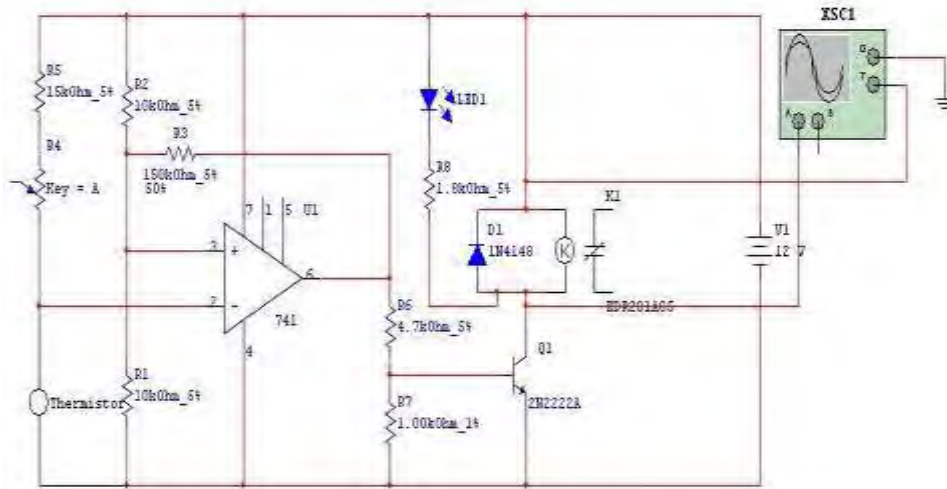 XSC1
G
T
A
B
R5
15kOhm_5%
R2
10kOhm_5%
LED1
R3
150kOhm_5%
50%
R4
Key = A
R8
1.8kOhm_5%
7
1
5
U1
K1
D1
1N4148
K
V1
12 V
3
+
6
2
-
741
EDR201A05
4
R6
4.7kOhm_5%
Q1
R1
10kOhm_5%
Thermistor
R7
1.00kOhm_1%
2N2222A